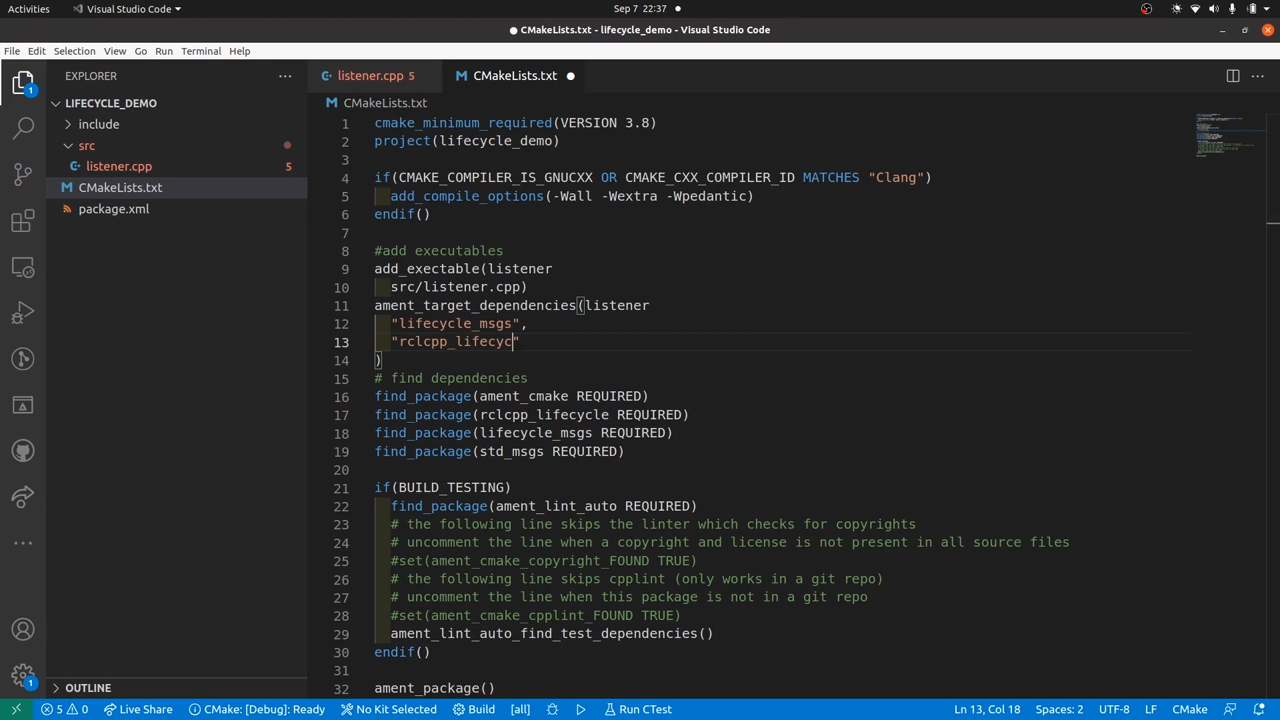 Activities
Visual Studio Code
Sep 7 22:37
CMakeLists.txt - lifecycle_demo - Visual Studio Code
File Edit Selection View Go Run Terminal Help
EXPLORER
LIFECYCLE_DEMO
include
src
listener.cpp 5
CMakeLists.txt
package.xml
OUTLINE
1
1
listener.cpp 5
CMakeLists.txt
CMakeLists.txt
1 cmake_minimum_required(VERSION 3.8)
2 project(lifecycle_demo)
3
4 if(CMAKE_COMPILER_IS_GNUCXX OR CMAKE_CXX_COMPILER_ID MATCHES "Clang")
5 add_compile_options(-Wall -Wextra -Wpedantic)
6 endif()
7
8 #add executables
9 add_exectable(listener
10 src/listener.cpp)
11 ament_target_dependencies(listener
12 "lifecycle_msgs",
13 "rclcpp_lifecyc"
14 )
15 # find dependencies
16 find_package(ament_cmake REQUIRED)
17 find_package(rclcpp_lifecycle REQUIRED)
18 find_package(lifecycle_msgs REQUIRED)
19 find_package(std_msgs REQUIRED)
20
21 if(BUILD_TESTING)
22 find_package(ament_lint_auto REQUIRED)
23 # the following line skips the linter which checks for copyrights
24 # uncomment the line when a copyright and license is not present in all source files
25 #set(ament_cmake_copyright_FOUND TRUE)
26 # the following line skips cpplint (only works in a git repo)
27 # uncomment the line when this package is not in a git repo
28 #set(ament_cmake_cpplint_FOUND TRUE)
29 ament_lint_auto_find_test_dependencies()
30 endif()
31
32 ament_package()
5 0 Live Share CMake: [Debug]: Ready No Kit Selected Build [all] Run CTest Ln 13, Col 18 Spaces: 2 UTF-8 LF CMake